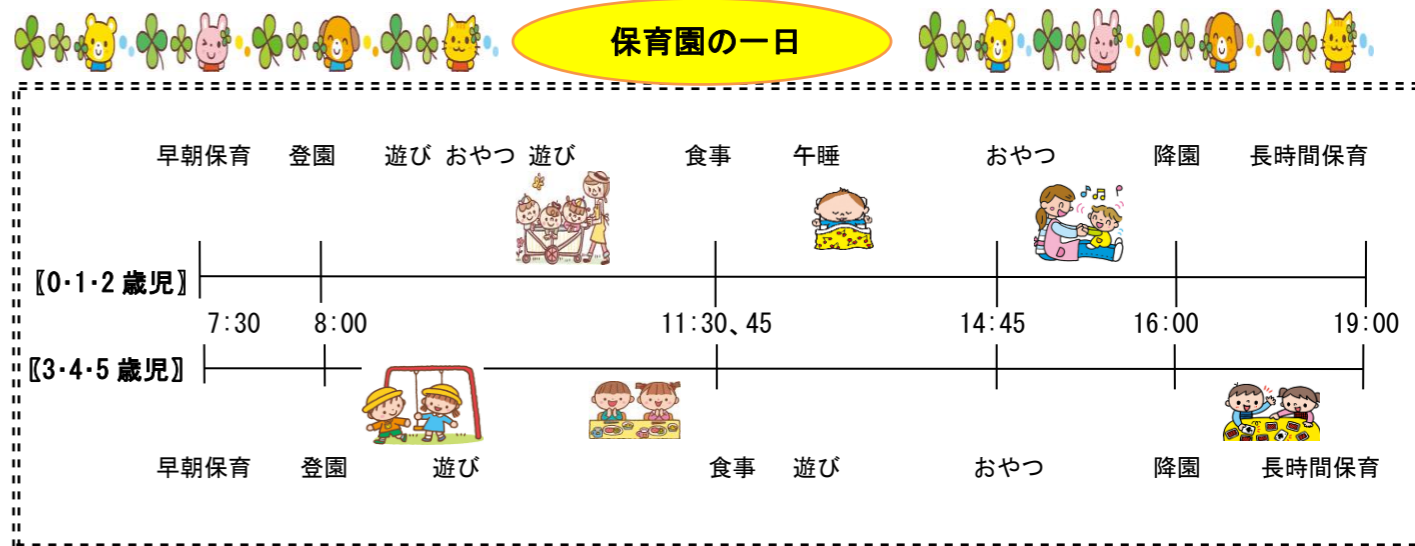 保育園の一日
早朝保育 登園 遊び おやつ 遊び 食事 午睡 おやつ 降園 長時間保育
〖0・1・2 歳児〗
7:30 8:00 11:30、45 14:45 16:00 19:00
〖3・4・5 歳児〗
早朝保育 登園 遊び 食事 遊び おやつ 降園 長時間保育